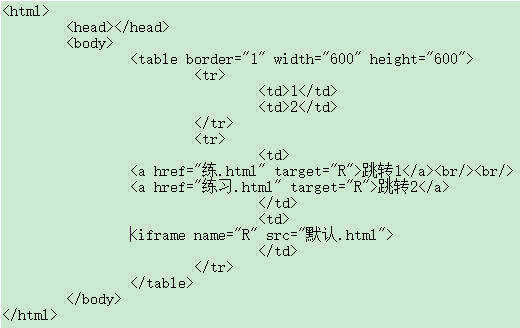 <html>
<head></head>
<body>
<table border="1" width="600" height="600">
<tr>
<td>1</td>
<td>2</td>
</tr>
<tr>
<td>
<a href="练.html" target="R">跳转1</a><br/><br/>
<a href="练习.html" target="R">跳转2</a>
</td>
<td>
<iframe name="R" src="默认.html">
</td>
</tr>
</table>
</body>
</html>